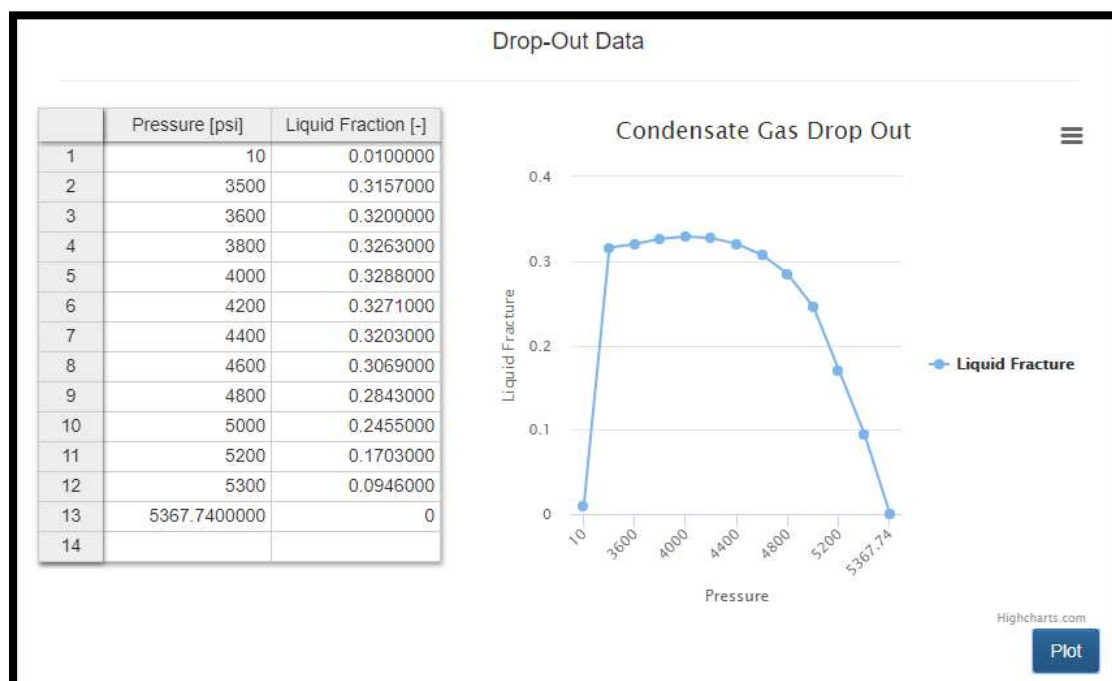 Drop-Out Data
Pressure [psi] Liquid Fraction [-]
1 10 0.0100000
2 3500 0.3157000
3 3600 0.3200000
4 3800 0.3263000
5 4000 0.3288000
6 4200 0.3271000
7 4400 0.3203000
8 4600 0.3069000
9 4800 0.2843000
10 5000 0.2455000
11 5200 0.1703000
12 5300 0.0946000
13 5367.7400000 0
14
Condensate Gas Drop Out
0.4
0.3
0.2
0.1
0
Liquid Fracture
10 3600 4000 4400 4800 5200 5367.74
Pressure
Liquid Fracture
Highcharts.com
Plot